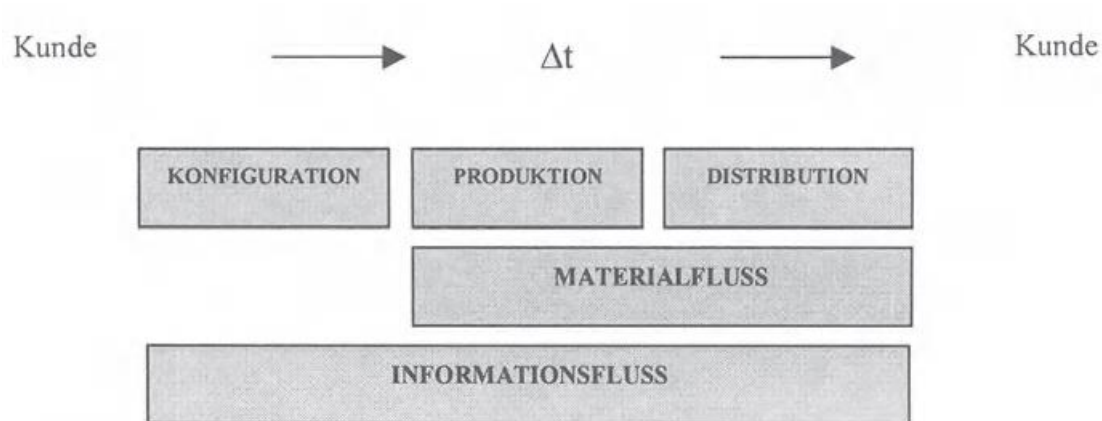 Kunde Δt Kunde
KONFIGURATION PRODUKTION DISTRIBUTION
MATERIALFLUSS
INFORMATIONSFLUSS